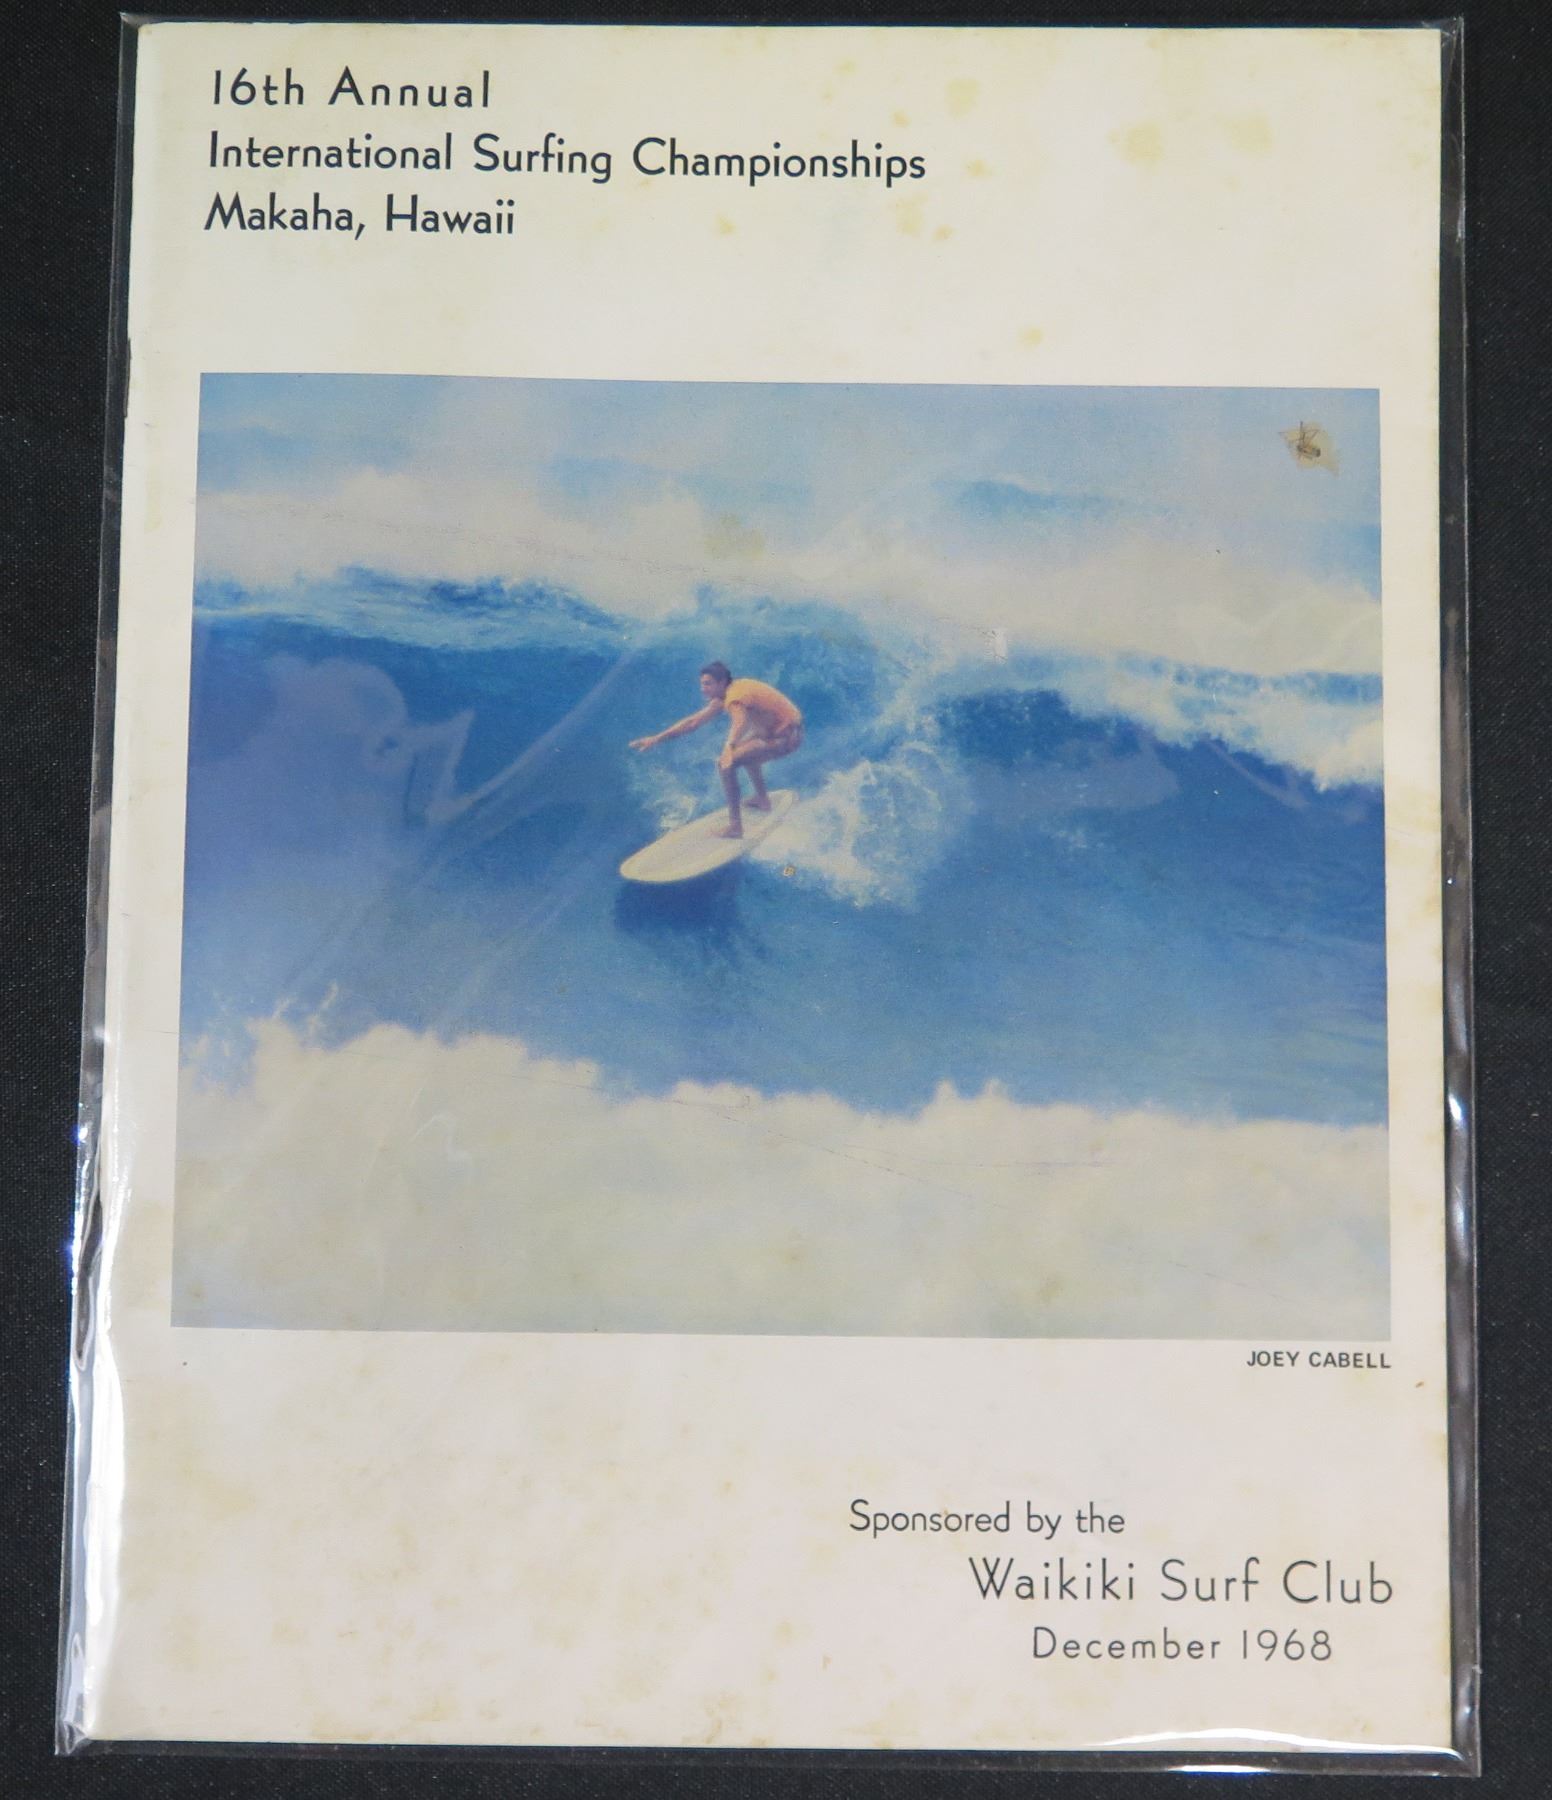 16th Annual
International Surfing Championships
Makaha, Hawaii
JOEY CABELL
Sponsored by the
Waikiki Surf Club
December 1968